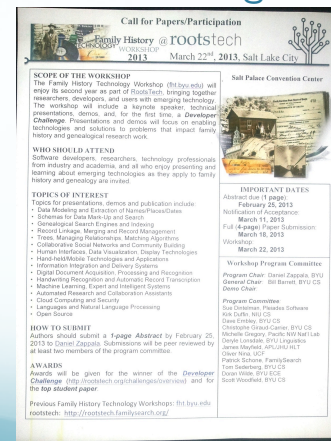 Call for Papers/Participation
Family History
TECHNOLOGY
WORKSHOP
2013
@ rootstech
March 22nd, 2013, Salt Lake City
SCOPE OF THE WORKSHOP
The Family History Technology Workshop (fht.byu.edu) will
enjoy its second year as part of RootsTech, bringing together
researchers, developers, and users with emerging technology.
The workshop will include a keynote speaker, technical
presentations, demos, and, for the first time, a Developer
Challenge. Presentations and demos will focus on enabling
technologies and solutions to problems that impact family
history and genealogical research work.
WHO SHOULD ATTEND
Software developers, researchers, technology professionals
from industry and academia, and all who enjoy presenting and
learning about emerging technologies as they apply to family
history and genealogy are invited.
TOPICS OF INTEREST
Topics for presentations, demos and publication include:
• Data Modeling and Extraction of Names/Places/Dates
• Schemas for Data Mark-Up and Search
• Genealogical Search Engines and Indexing
• Record Linkage, Merging and Record Management
• Trees, Managing Relationships, Matching Algorithms
• Collaborative Social Networks and Community Building
• Human Interfaces, Data Visualization, Display Technologies
• Hand-held/Mobile Technologies and Applications
• Information Integration and Delivery Systems
• Digital Document Acquisition, Processing and Recognition
• Handwriting Recognition and Automatic Record Transcription
• Machine Learning, Expert and Intelligent Systems
• Automated Research and Collaboration Assistants
• Cloud Computing and Security
• Languages and Natural Language Processing
• Open Source
HOW TO SUBMIT
Authors should submit a 1-page Abstract by February 25,
2013 to Daniel Zappala. Submissions will be peer reviewed by
at least two members of the program committee.
AWARDS
Awards will be given for the winner of the Developer
Challenge (http://rootstech.org/challenges/overview) and for
the top student paper.
Previous Family History Technology Workshops: fht.byu.edu
rootstech: http://rootstech.familysearch.org/
Salt Palace Convention Center
IMPORTANT DATES
Abstract due (1 page):
February 25, 2013
Notification of Acceptance:
March 11, 2013
Full (4-page) Paper Submission:
March 18, 2013
Workshop
March 22, 2013
Workshop Program Committee
Program Chair Daniel Zappala, BYU
General Chair Bill Barrett, BYU CS
Demo Chair
Program Committee
Sue Dintelman, Pleiades Software
Kirk Duffin, NIU CS
Dave Embley, BYU CS
Christophe Giraud-Carrier, BYU CS
Michelle Gregory, Pacific NW Nat'l Lab
Deryle Lonsdale, BYU Linguistics
James Mayfield, APL/JHU HLT
Oliver Nina, UCF
Patrick Schone, FamilySearch
Tom Sederberg, BYU CS
Doran Wilde, BYU ECE
Scott Woodfield, BYU CS